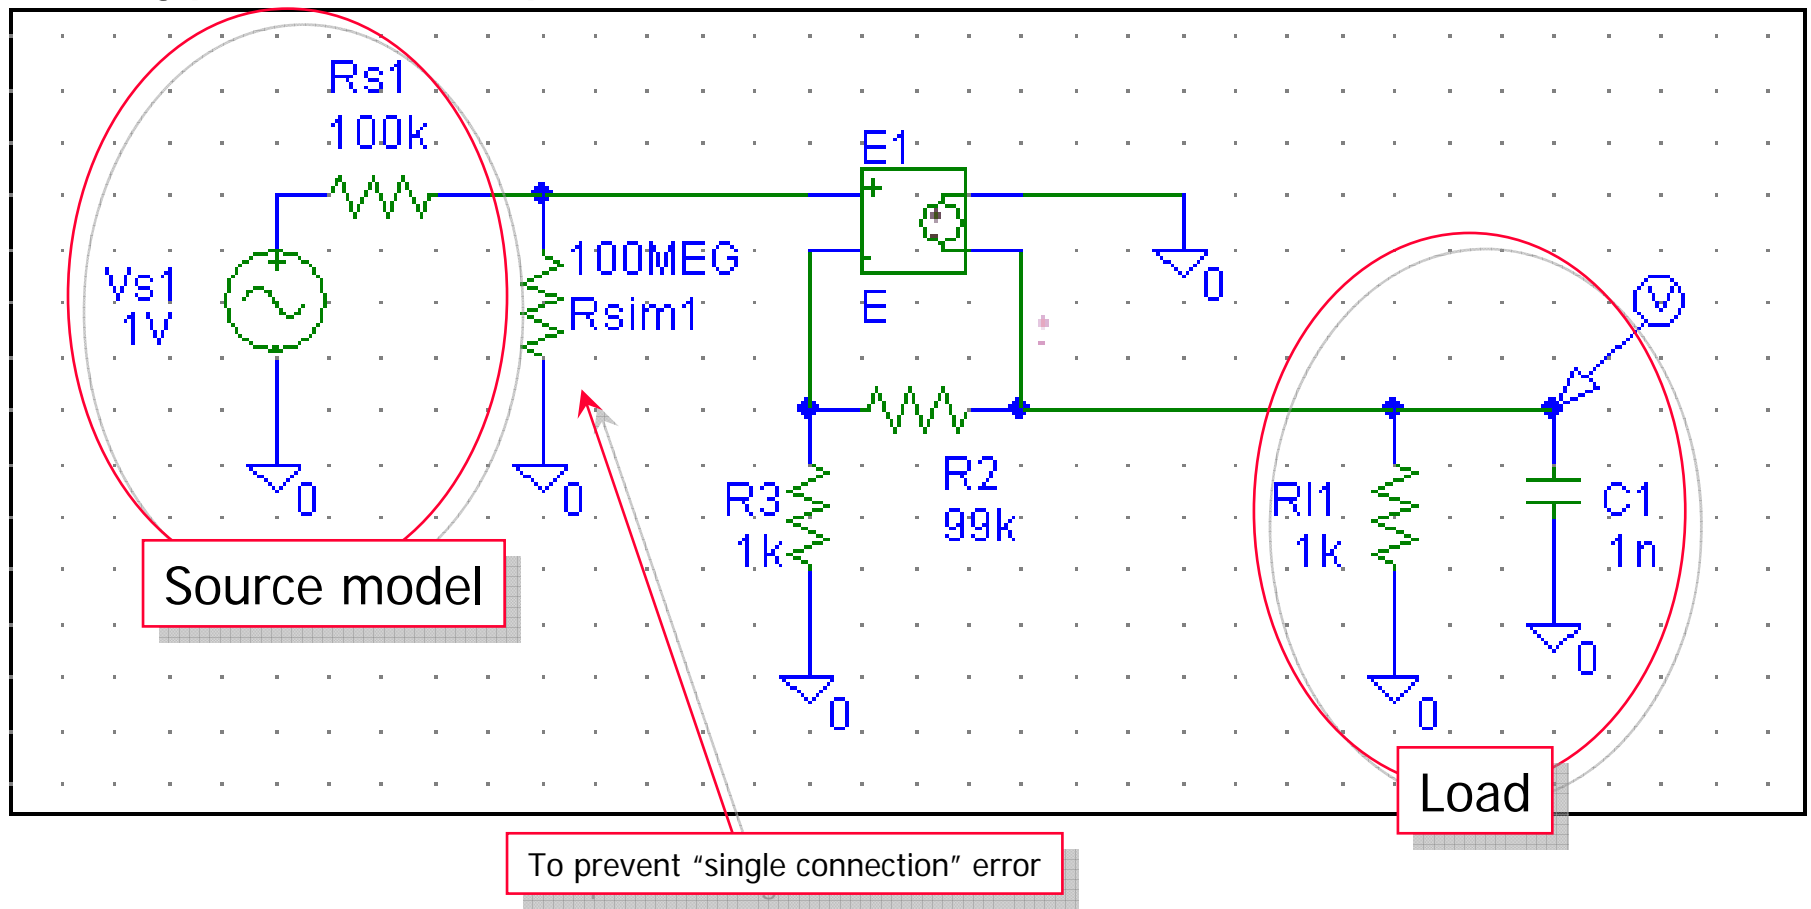 Rs1
100k
Vs1
1V
0
100MEG
Rsim1
0
E1
+
-
E
0
R2
99k
R3
1k
0
Rl1
1k
0
V
C1
1n
0
Source model
Load
To prevent “single connection” error